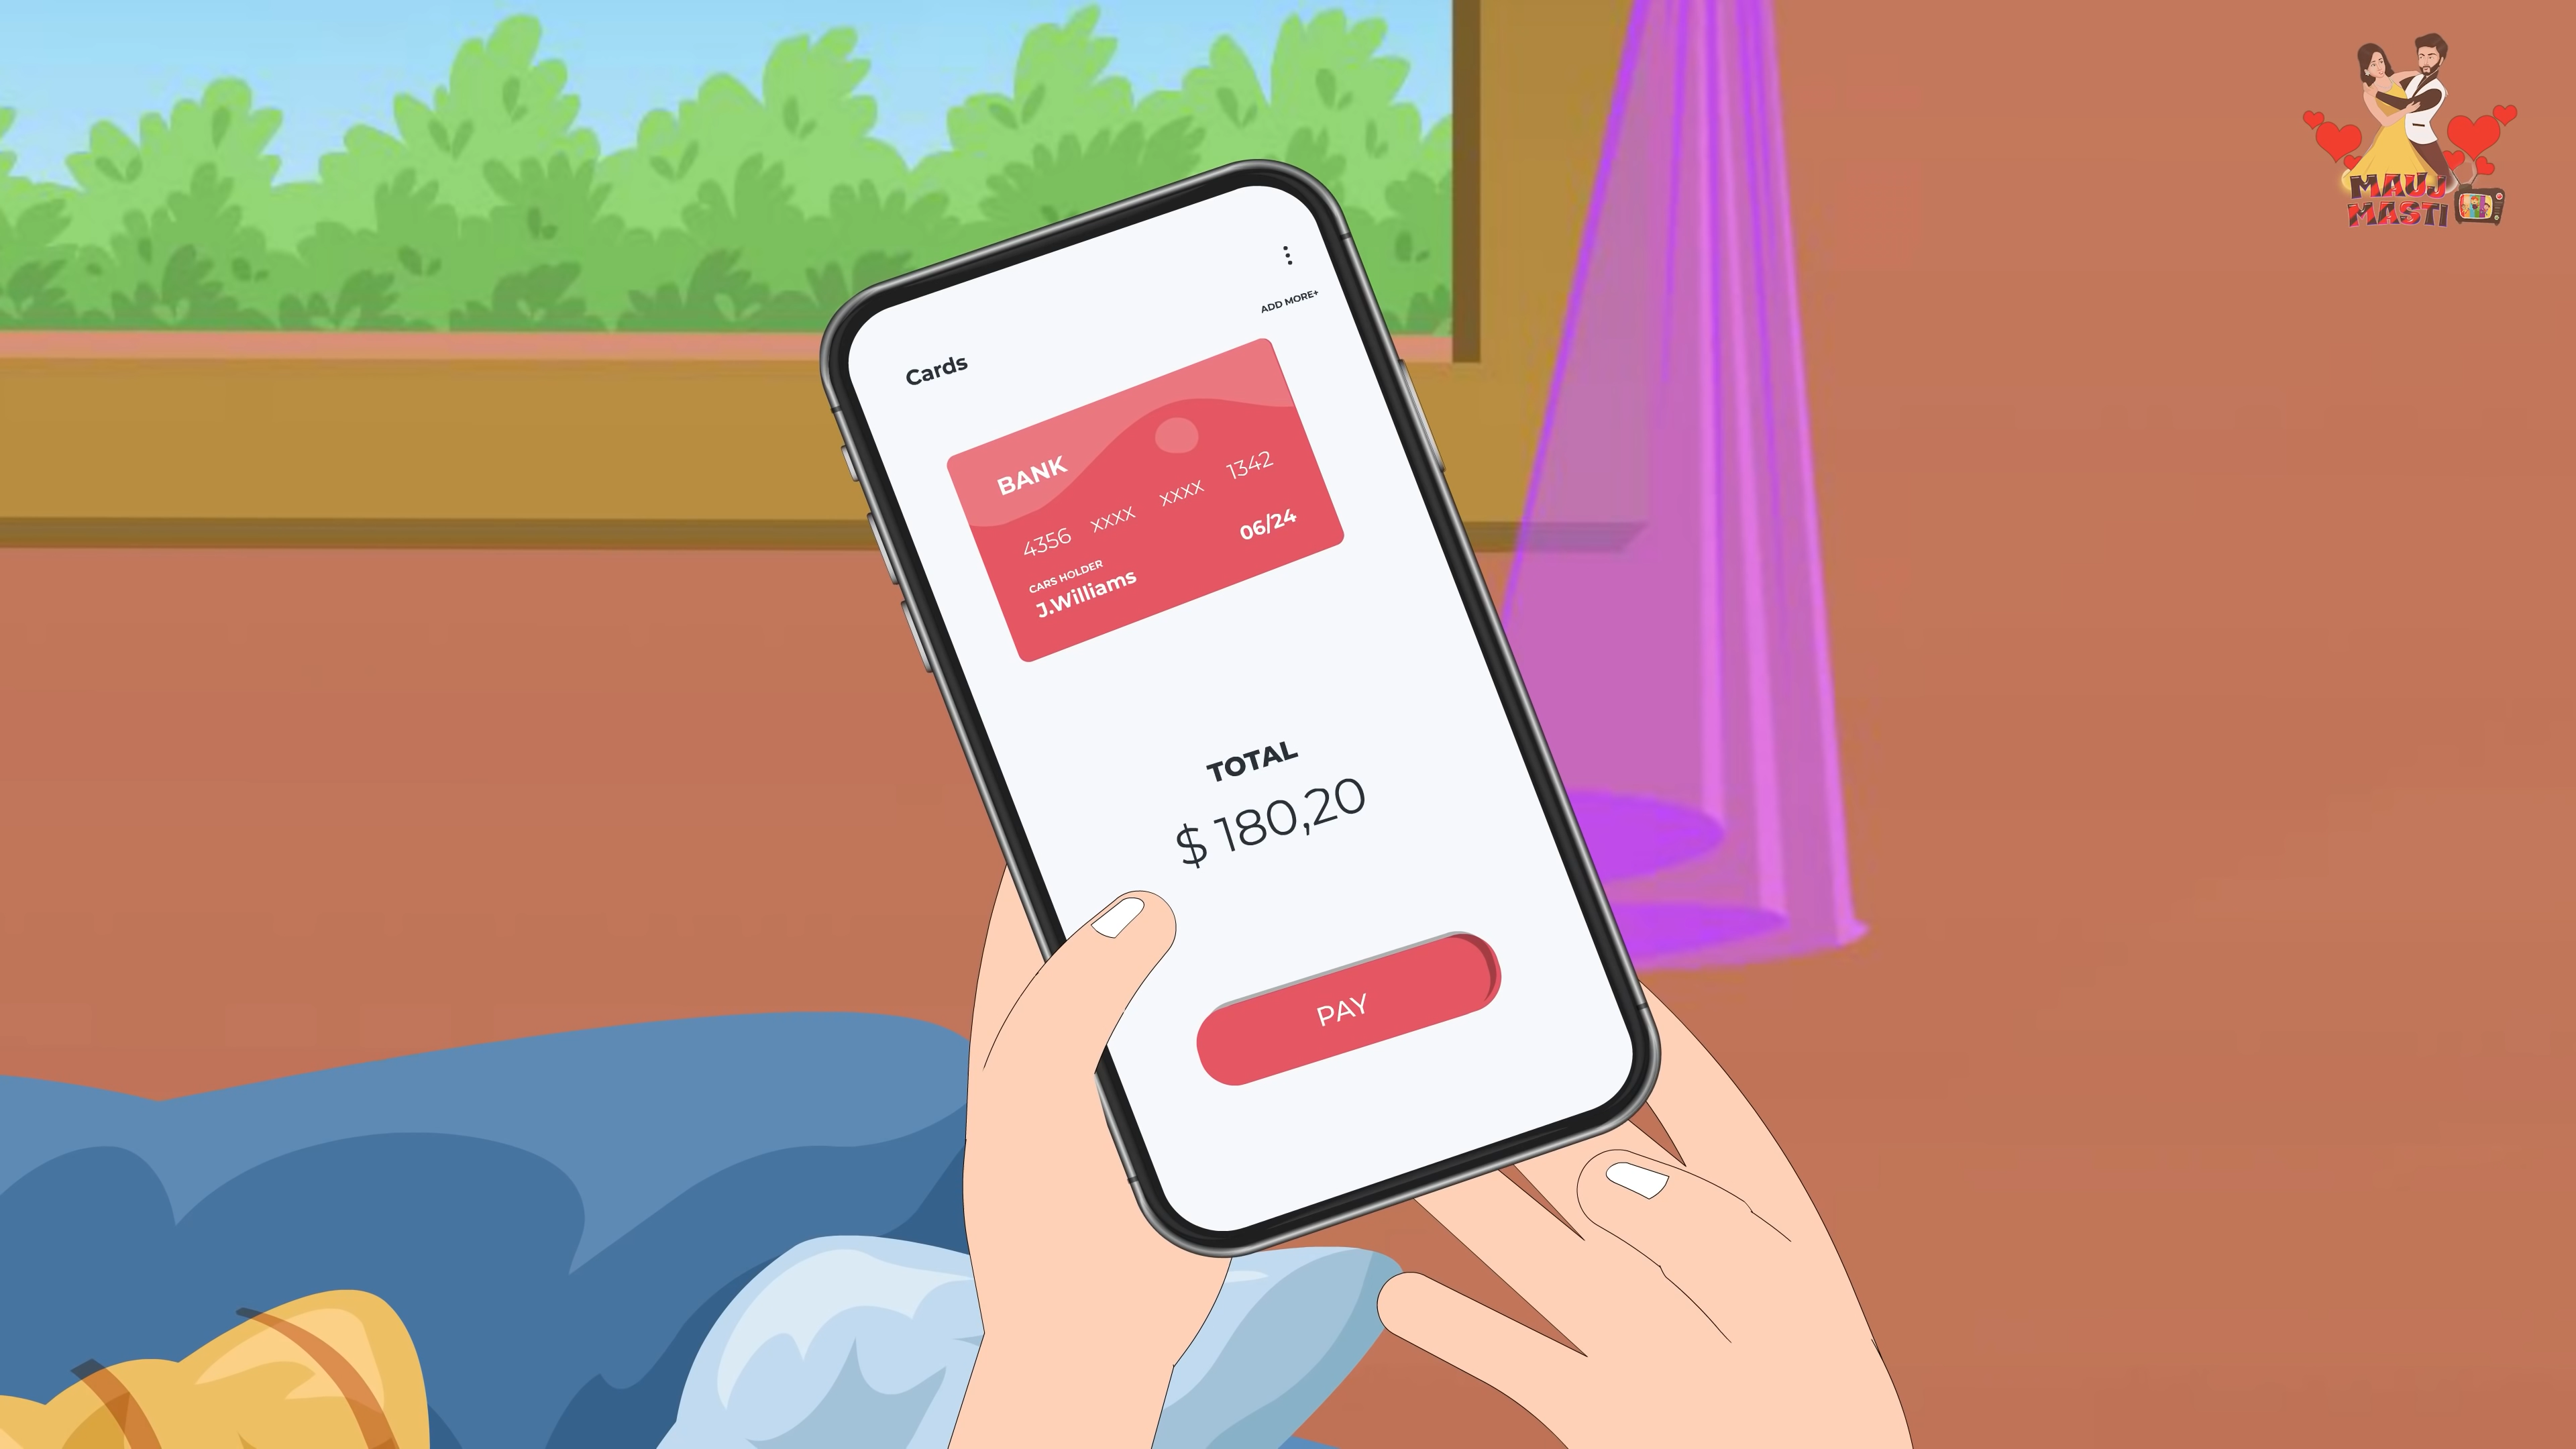 MAUJ
MASTI
ADD MORE+
Cards
BANK
4356 XXXX XXXX 1342
06/24
CARS HOLDER
J.Williams
TOTAL
$ 180,20
PAY